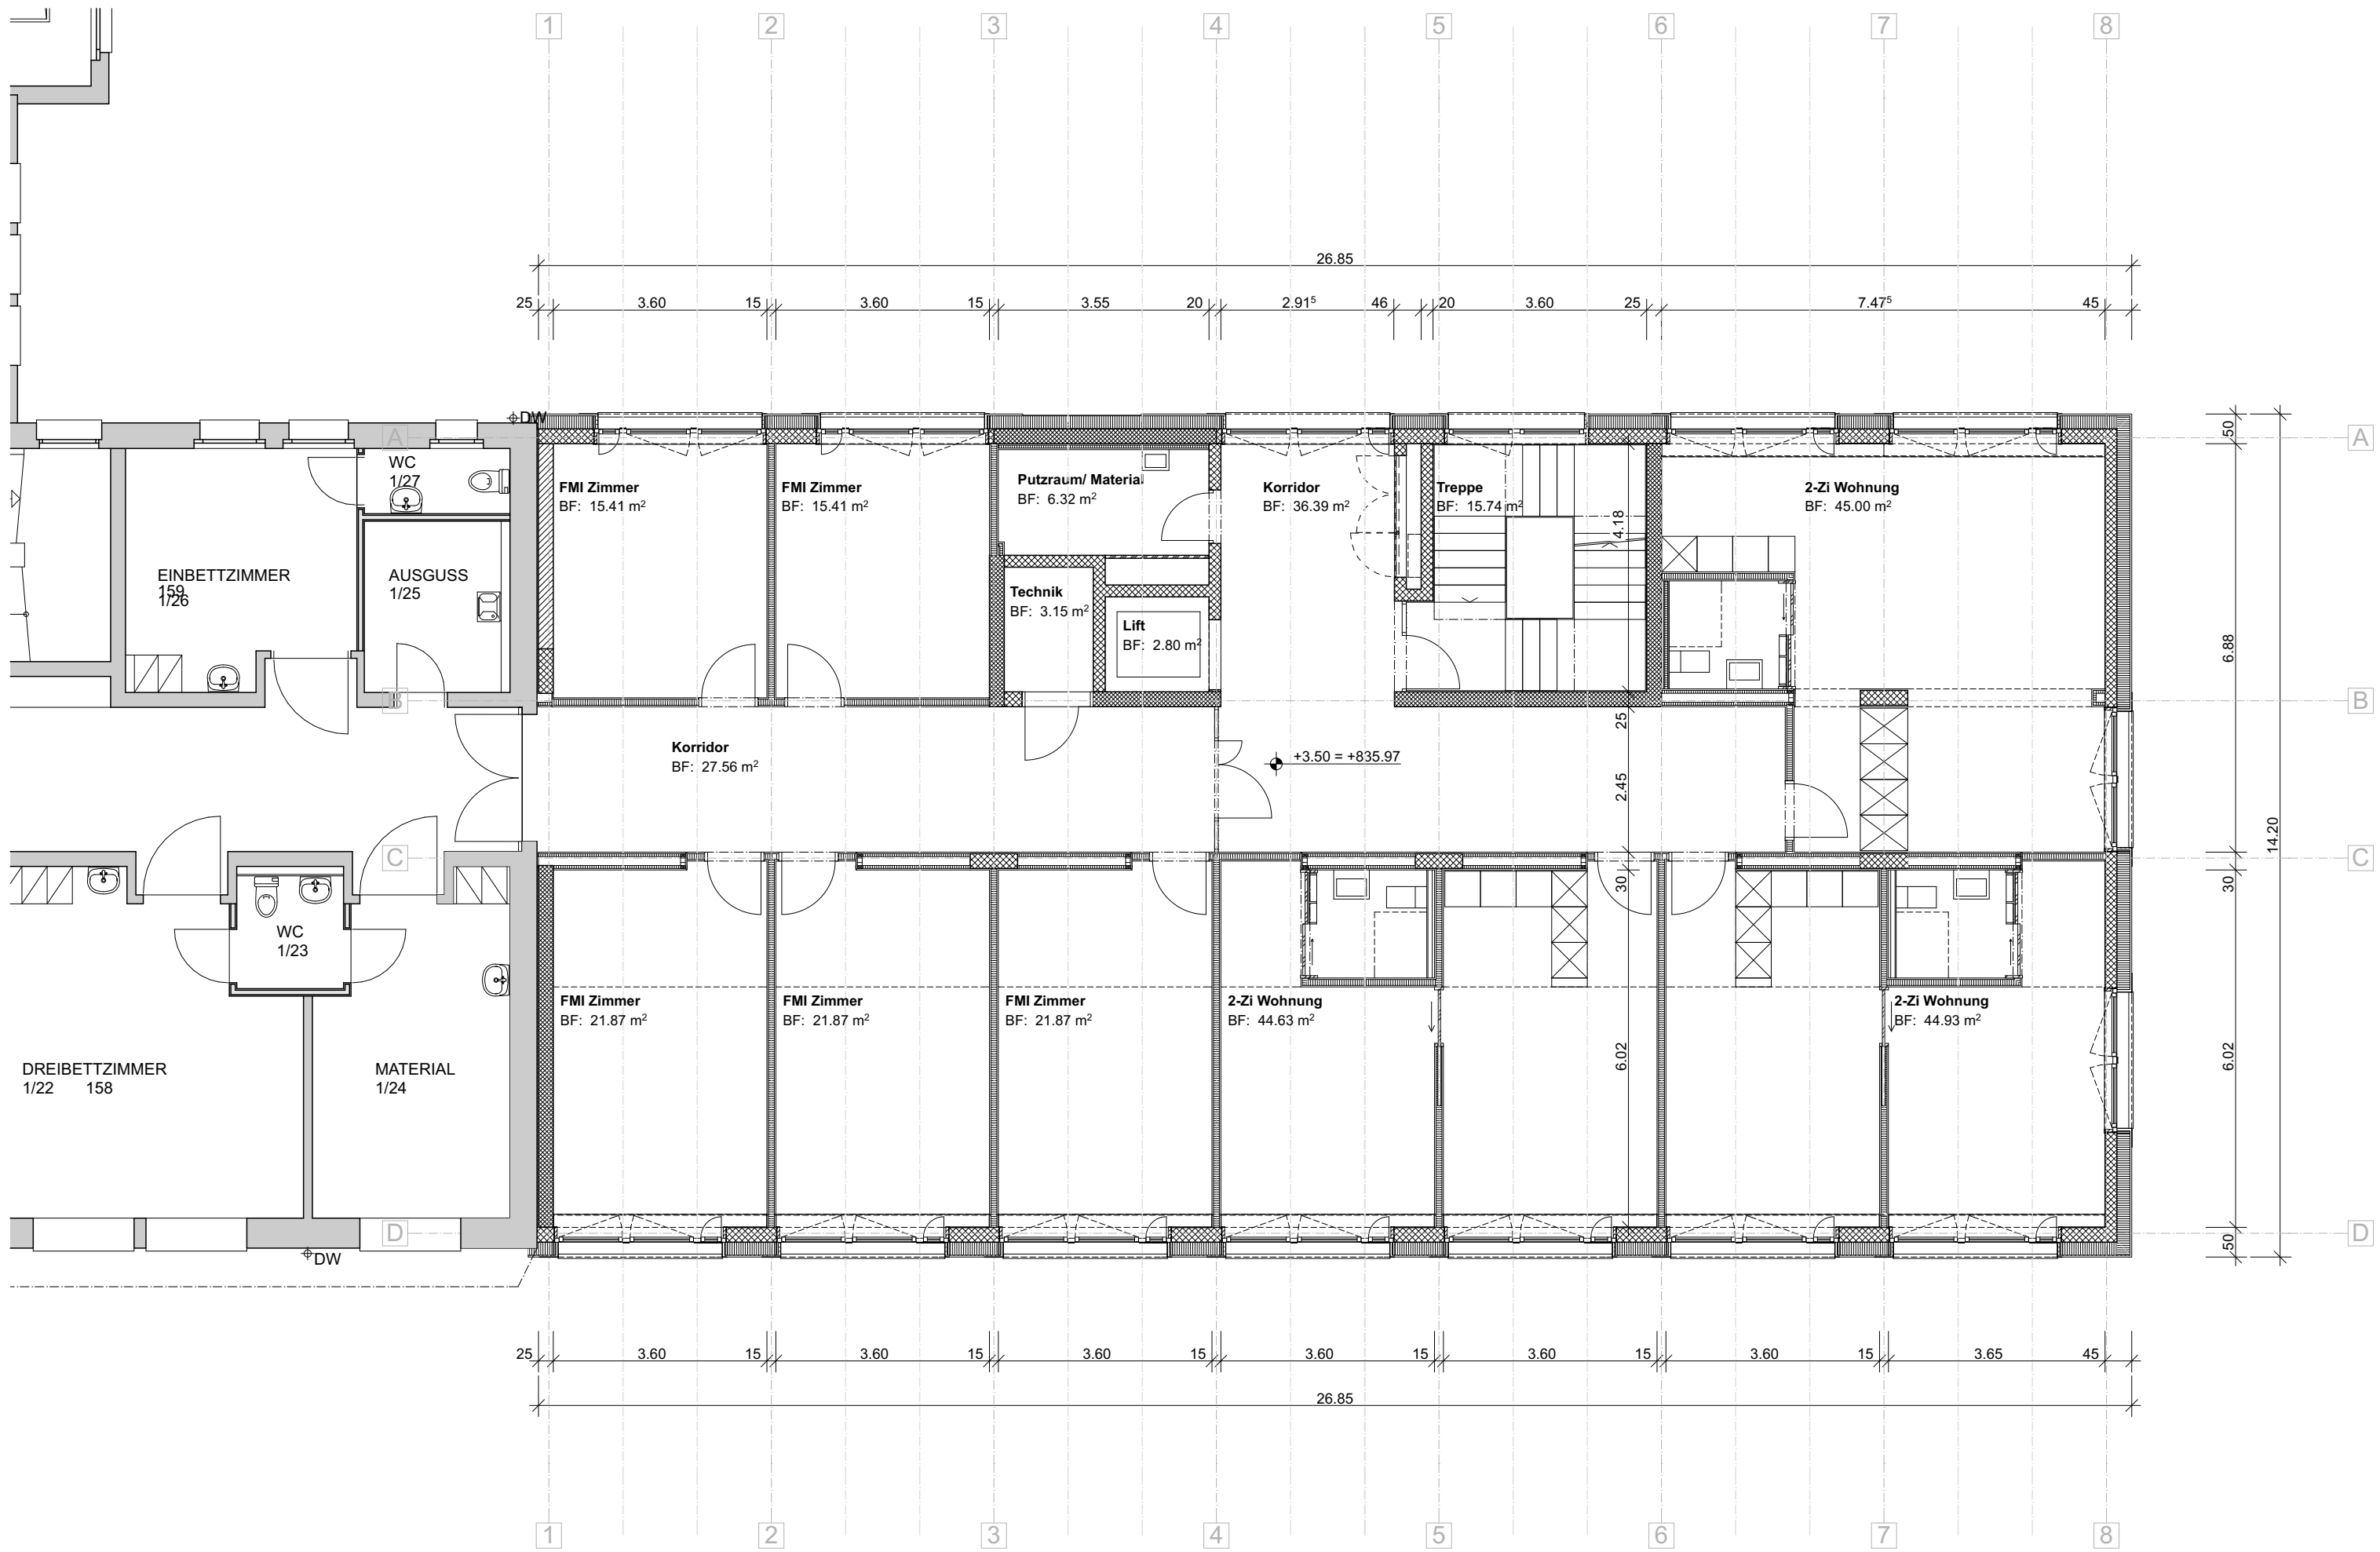 1 2 3 4 5 6 7 8
26.85
25 3.60 15 3.60 15 3.55 20 2.91⁵ 46 20 3.60 25 7.47⁵ 45
DW
A
A
50
WC
1/27
FMI Zimmer
BF: 15.41 m²
FMI Zimmer
BF: 15.41 m²
Putzraum/ Material
BF: 6.32 m²
Korridor
BF: 36.39 m²
Treppe
BF: 15.74 m²
4.18
2-Zi Wohnung
BF: 45.00 m²
EINBETTZIMMER
159
1/26
AUSGUSS
1/25
Technik
BF: 3.15 m²
Lift
BF: 2.80 m²
6.88
B
B
25
Korridor
BF: 27.56 m²
+3.50 = +835.97
2.45
14.20
C
C
30
30
WC
1/23
FMI Zimmer
BF: 21.87 m²
FMI Zimmer
BF: 21.87 m²
FMI Zimmer
BF: 21.87 m²
2-Zi Wohnung
BF: 44.63 m²
2-Zi Wohnung
BF: 44.93 m²
DREIBETTZIMMER
1/22 158
MATERIAL
1/24
6.02
6.02
D
D
50
DW
25 3.60 15 3.60 15 3.60 15 3.60 15 3.60 15 3.60 15 3.65 45
26.85
1 2 3 4 5 6 7 8